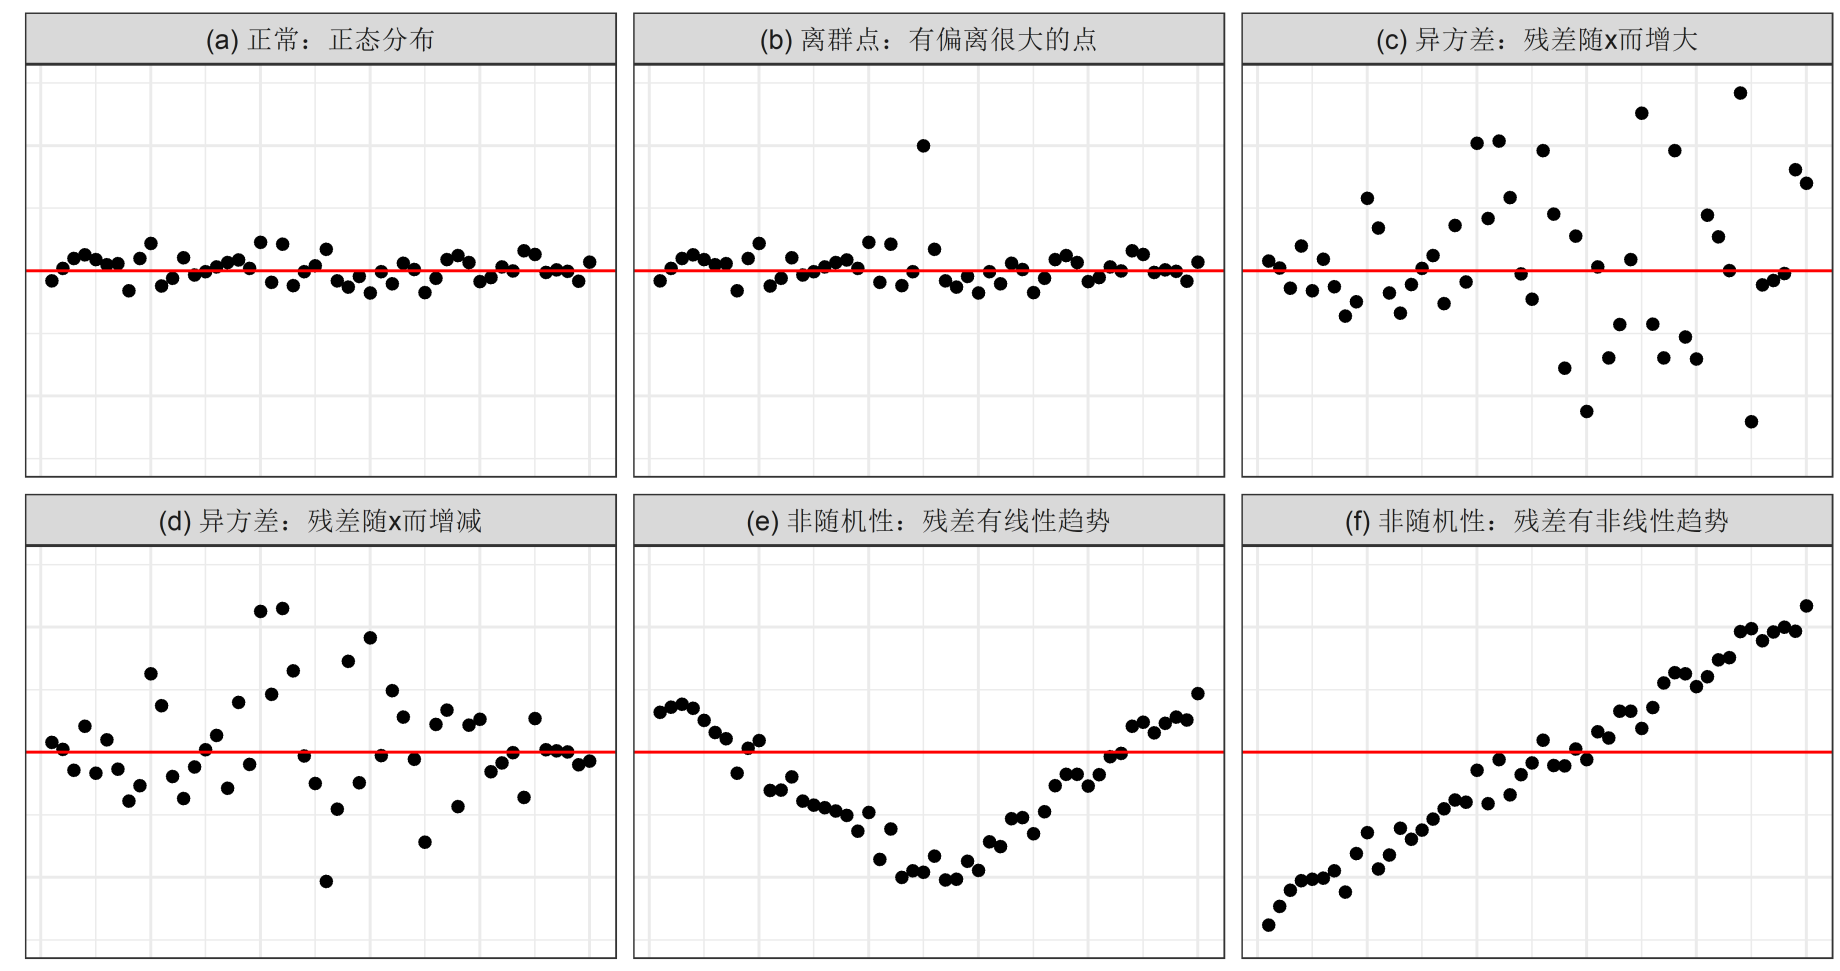 (a) 正常：正态分布
(b) 离群点：有偏离很大的点
(c) 异方差：残差随x而增大
(d) 异方差：残差随x而增减
(e) 非随机性：残差有线性趋势
(f) 非随机性：残差有非线性趋势